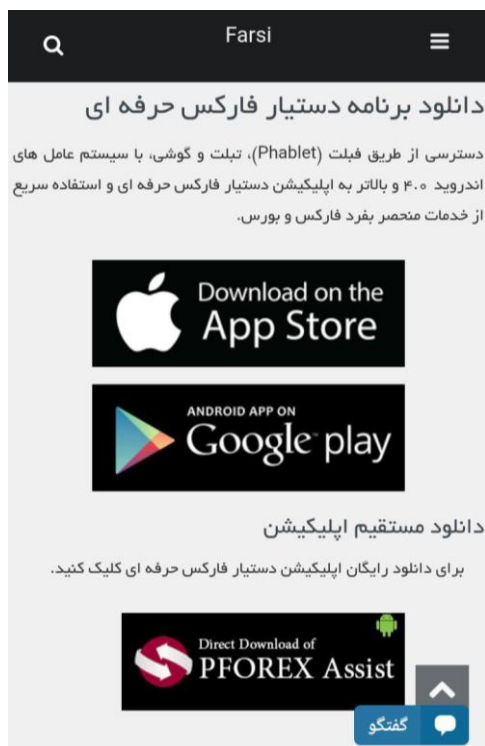 Farsi
دانلود برنامه دستیار فارکس حرفه ای
دسترسی از طریق فبلت (Phablet)، تبلت و گوشی، با سیستم عامل های
اندروید ۴.۰ و بالاتر به اپلیکیشن دستیار فارکس حرفه ای و استفاده سریع
از خدمات منحصر بفرد فارکس و بورس.
Download on the
App Store
ANDROID APP ON
Google play
دانلود مستقیم اپلیکیشن
برای دانلود رایگان اپلیکیشن دستیار فارکس حرفه ای کلیک کنید.
Direct Download of
PFOREX Assist
گفتگو